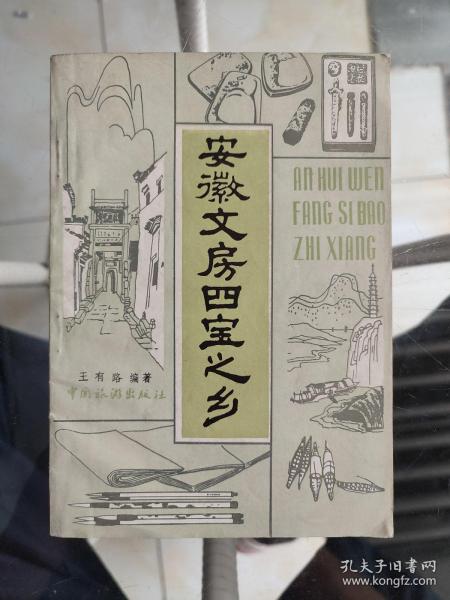 安徽文房四宝之乡
AN HUI WEN
FANG SI BAO
ZHI XIANG
王有路 编著
中国旅游出版社
孔夫子旧书网
www.kongfz.com